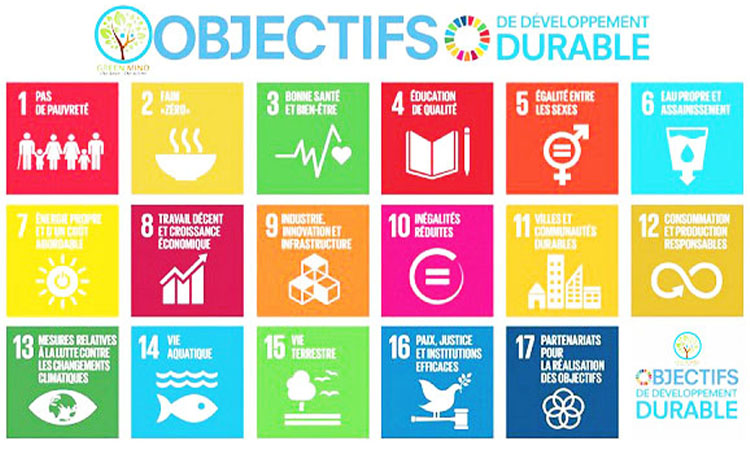 OBJECTIFS
DE DÉVELOPPEMENT
DURABLE
GREEN MIND
1 PAS
DE PAUVRETÉ
2 FAIM
«ZÉRO»
3 BONNE SANTÉ
ET BIEN-ÊTRE
4 ÉDUCATION
DE QUALITÉ
5 ÉGALITÉ ENTRE
LES SEXES
6 EAU PROPRE ET
ASSAINISSEMENT
7 ÉNERGIE PROPRE
ET D'UN COÛT
ABORDABLE
8 TRAVAIL DÉCENT
ET CROISSANCE
ÉCONOMIQUE
9 INDUSTRIE,
INNOVATION ET
INFRASTRUCTURE
10 INÉGALITÉS
RÉDUITES
11 VILLES ET
COMMUNAUTÉS
DURABLES
12 CONSOMMATION
ET PRODUCTION
RESPONSABLES
13 MESURES RELATIVES
À LA LUTTE CONTRE
LES CHANGEMENTS
CLIMATIQUES
14 VIE
AQUATIQUE
15 VIE
TERRESTRE
16 PAIX, JUSTICE
ET INSTITUTIONS
EFFICACES
17 PARTENARIATS
POUR
LA RÉALISATION
DES OBJECTIFS
OBJECTIFS
DE DÉVELOPPEMENT
DURABLE